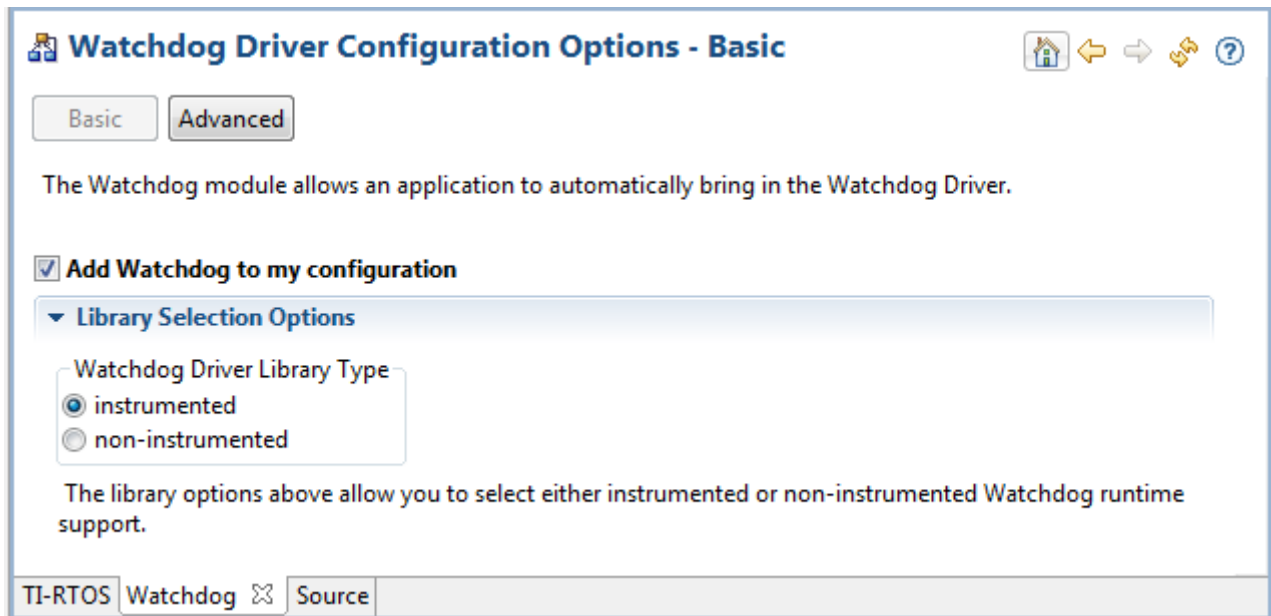 Watchdog Driver Configuration Options - Basic
Basic Advanced
The Watchdog module allows an application to automatically bring in the Watchdog Driver.
Add Watchdog to my configuration
Library Selection Options
Watchdog Driver Library Type
instrumented
non-instrumented
The library options above allow you to select either instrumented or non-instrumented Watchdog runtime
support.
TI-RTOS Watchdog Source